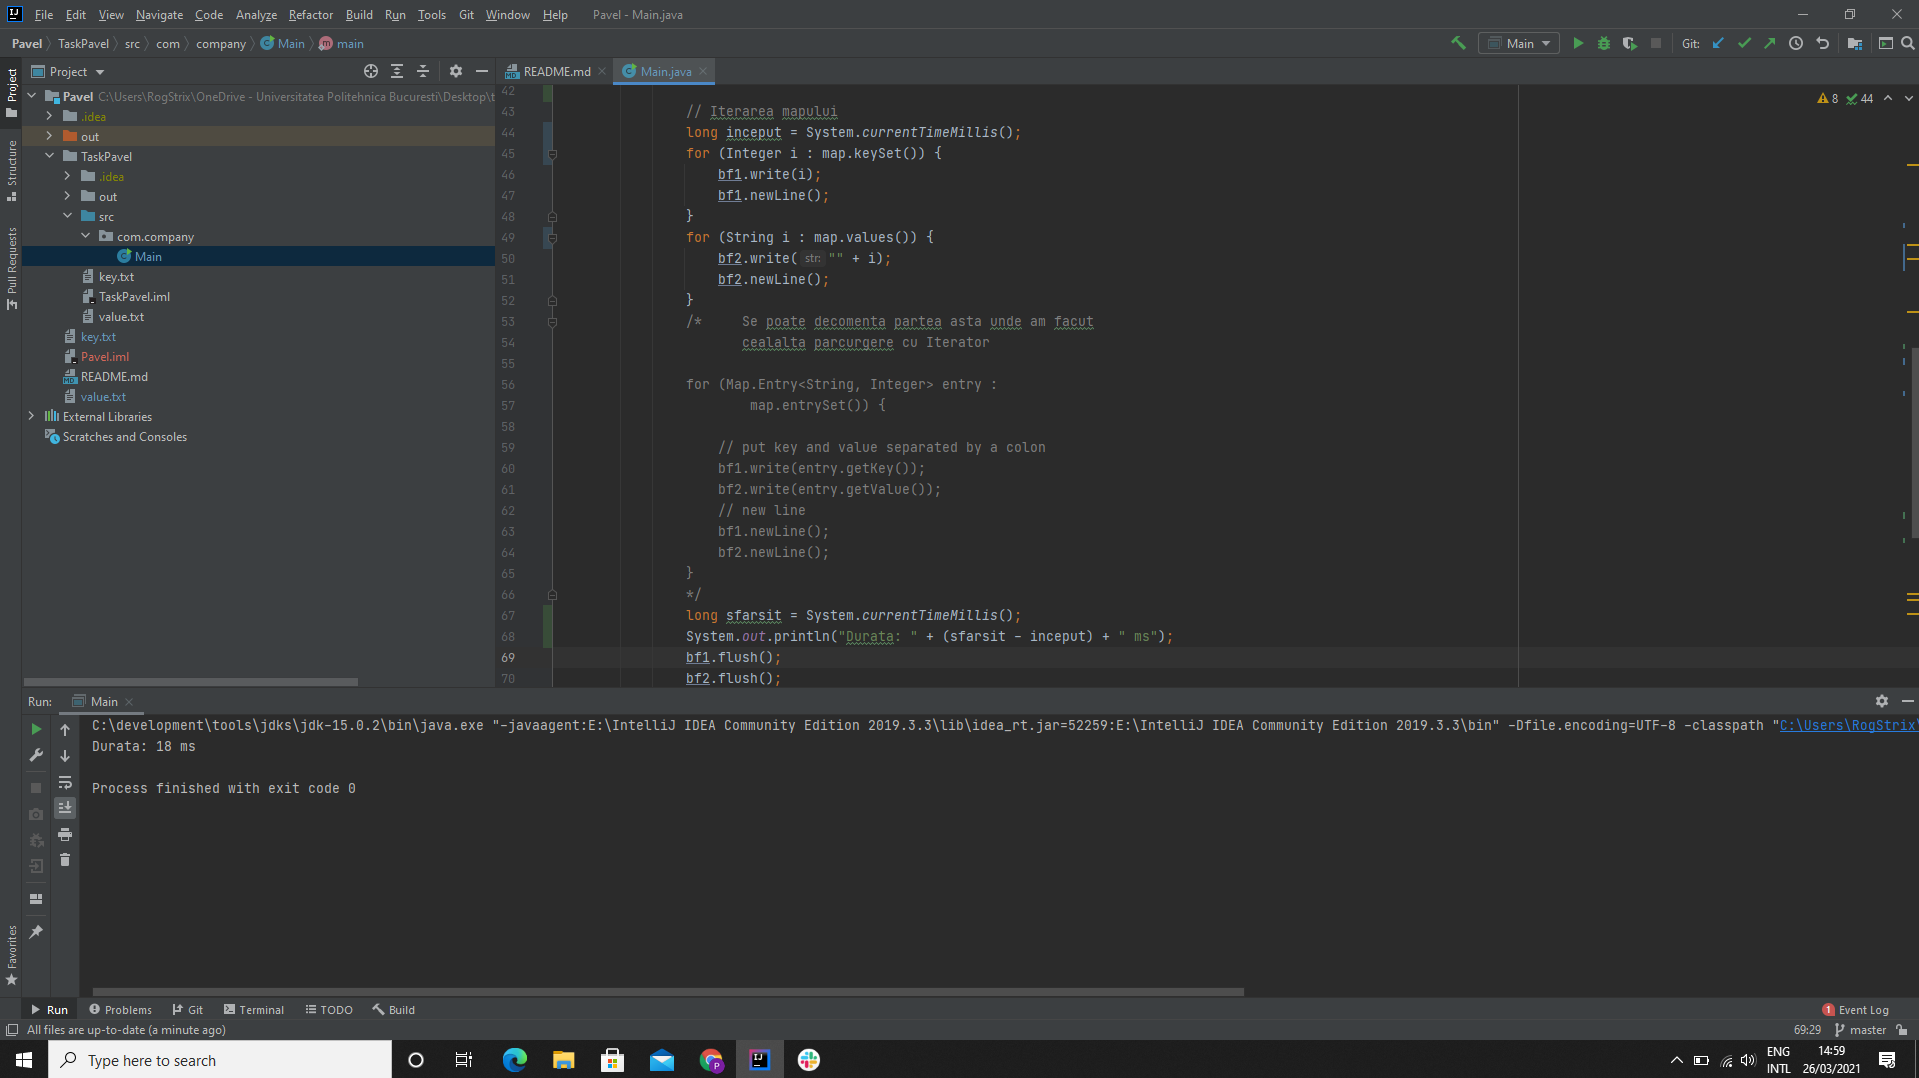 File Edit View Navigate Code Analyze Refactor Build Run Tools Git Window Help Pavel - Main.java
Pavel TaskPavel src com company Main main
Main Git:
Project
README.md Main.java
Project
Structure
Pull Requests
Favorites
Pavel C:\Users\RogStrix\OneDrive - Universitatea Politehnica Bucuresti\Desktop\t
.idea
out
TaskPavel
.idea
out
src
com.company
Main
key.txt
TaskPavel.iml
value.txt
key.txt
Pavel.iml
README.md
value.txt
External Libraries
Scratches and Consoles
8 44
42
43 // Iterarea mapului
44 long inceput = System.currentTimeMillis();
45 for (Integer i : map.keySet()) {
46 bf1.write(i);
47 bf1.newLine();
48 }
49 for (String i : map.values()) {
50 bf2.write( str: "" + i);
51 bf2.newLine();
52 }
53 /* Se poate decomenta partea asta unde am facut
54 cealalta parcurgere cu Iterator
55
56 for (Map.Entry<String, Integer> entry :
57 map.entrySet()) {
58
59 // put key and value separated by a colon
60 bf1.write(entry.getKey());
61 bf2.write(entry.getValue());
62 // new line
63 bf1.newLine();
64 bf2.newLine();
65 }
66 */
67 long sfarsit = System.currentTimeMillis();
68 System.out.println("Durata: " + (sfarsit - inceput) + " ms");
69 bf1.flush();
70 bf2.flush();
Run: Main
C:\development\tools\jdks\jdk-15.0.2\bin\java.exe "-javaagent:E:\IntelliJ IDEA Community Edition 2019.3.3\lib\idea_rt.jar=52259:E:\IntelliJ IDEA Community Edition 2019.3.3\bin" -Dfile.encoding=UTF-8 -classpath "C:\Users\RogStrix\
Durata: 18 ms
Process finished with exit code 0
Run Problems Git Terminal TODO Build 1 Event Log
All files are up-to-date (a minute ago) 69:29 master
Type here to search
ENG
INTL
14:59
26/03/2021